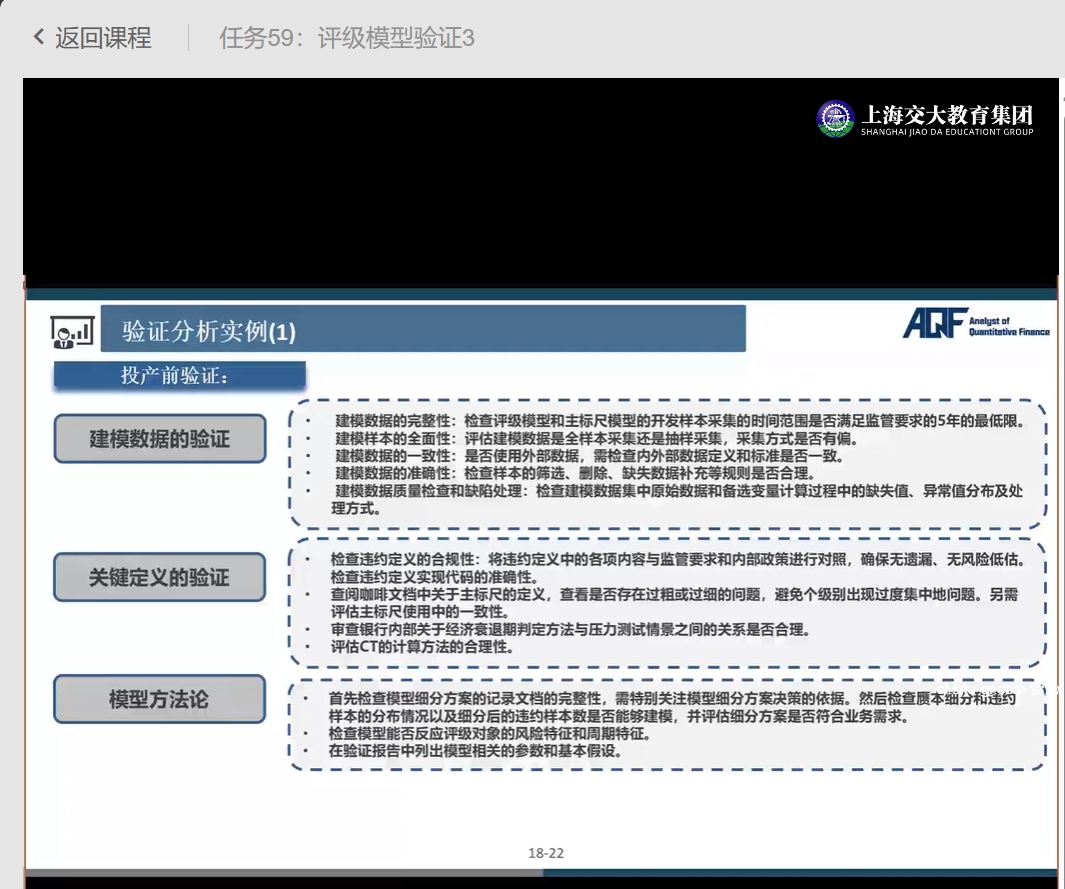 返回课程
任务59：评级模型验证3
上海交大教育集团
SHANGHAI JIAO DA EDUCATIONT GROUP
验证分析实例(1)
AQF
Analyst of
Quantitative Finance
投产前验证：
建模数据的验证
• 建模数据的完整性：检查评级模型和主标尺模型的开发样本采集的时间范围是否满足监管要求的5年的最低限。
• 建模样本的全面性：评估建模数据是全样本采集还是抽样采集，采集方式是否有偏。
• 建模数据的一致性：是否使用外部数据，需检查内外部数据定义和标准是否一致。
• 建模数据的准确性：检查样本的筛选、删除、缺失数据补充等规则是否合理。
• 建模数据质量检查和缺陷处理：检查建模数据集中原始数据和备选变量计算过程中的缺失值、异常值分布及处
理方式。
关键定义的验证
• 检查违约定义的合规性：将违约定义中的各项内容与监管要求和内部政策进行对照，确保无遗漏、无风险低估。
检查违约定义实现代码的准确性。
• 查阅咖啡文档中关于主标尺的定义，查看是否存在过粗或过细的问题，避免个级别出现过度集中地问题。另需
评估主标尺使用中的一致性。
• 审查银行内部关于经济衰退期判定方法与压力测试情景之间的关系是否合理。
• 评估CT的计算方法的合理性。
模型方法论
• 首先检查模型细分方案的记录文档的完整性，需特别关注模型细分方案决策的依据。然后检查赝本细分和违约
样本的分布情况以及细分后的违约样本数是否能够建模，并评估细分方案是否符合业务需求。
• 检查模型能否反应评级对象的风险特征和周期特征。
• 在验证报告中列出模型相关的参数和基本假设。
18-22